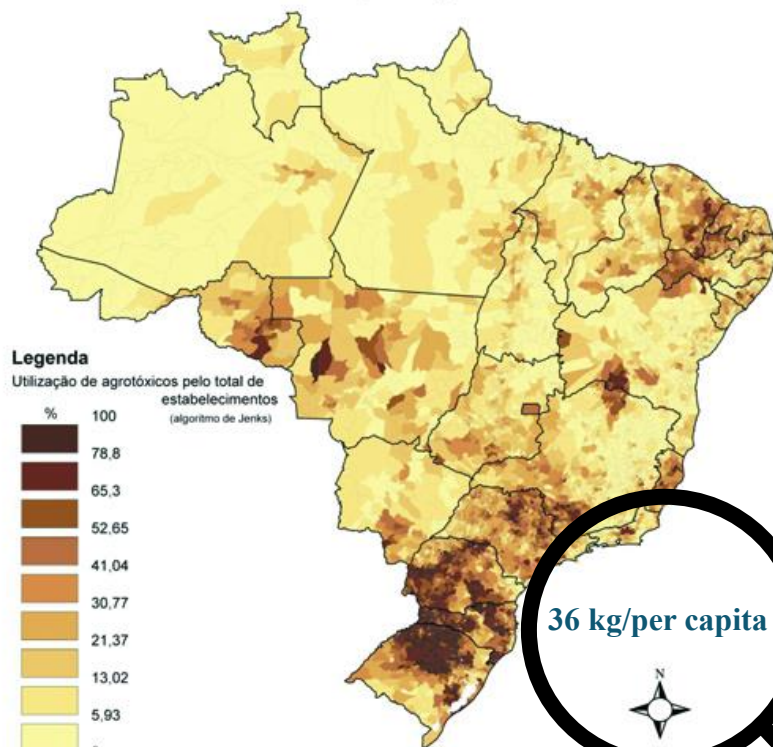 Legenda
Utilização de agrotóxicos pelo total de
estabelecimentos
(algoritmo de Jenks)
%
100
78,8
65,3
52,65
41,04
30,77
21,37
13,02
5,93
36 kg/per capita
N